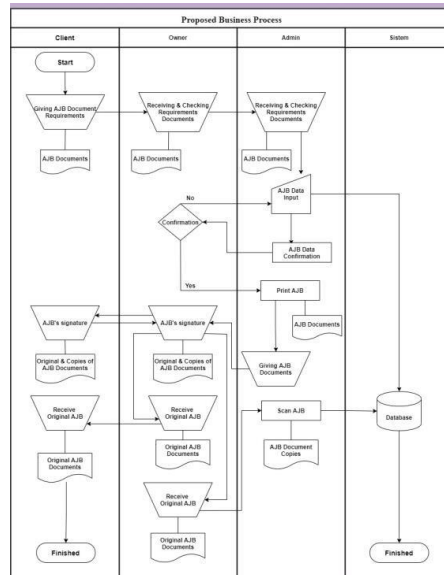 Proposed Business Process
Client
Owner
Admin
Sistem
Start
Giving AJB Document
Requirements
Receiving & Checking
Requirements
Documents
Receiving & Checking
Requirements
Documents
AJB Documents
AJB Documents
AJB Documents
AJB Data
Input
No
Confirmation
AJB Data
Confirmation
Yes
Print AJB
AJB Documents
AJB's signature
AJB's signature
Original & Copies of
AJB Documents
Original & Copies of
AJB Documents
Giving AJB
Documents
Receive
Original AJB
Receive
Original AJB
Scan AJB
Database
Original AJB
Documents
Original AJB
Documents
AJB Document
Copies
Receive
Original AJB
Original AJB
Documents
Finished
Finished